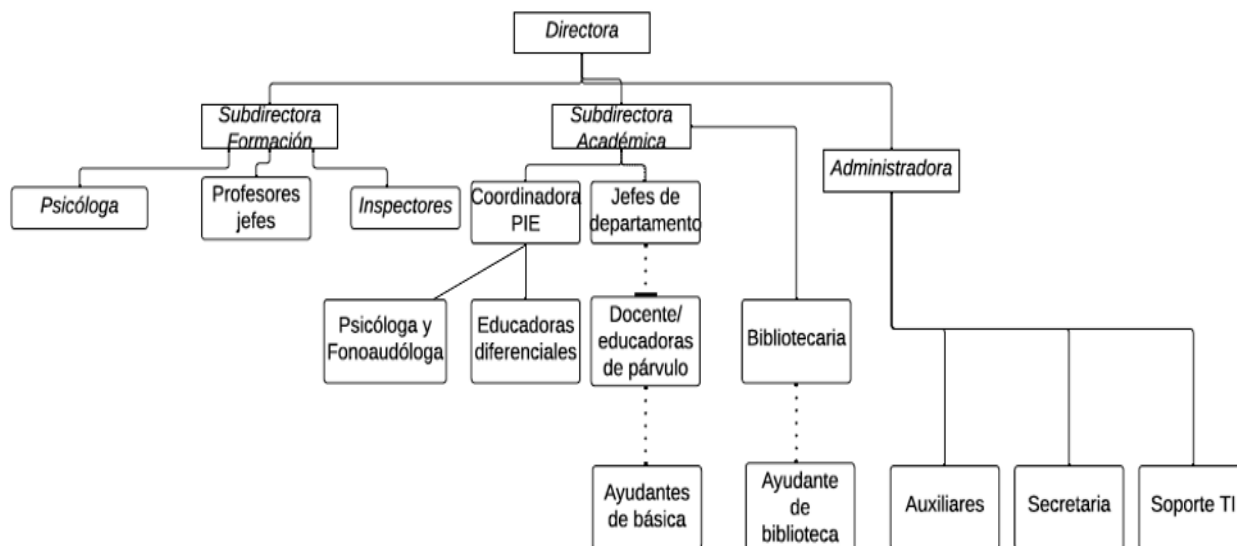 Directora
Subdirectora
Formación
Subdirectora
Académica
Administradora
Psicóloga
Profesores
jefes
Inspectores
Coordinadora
PIE
Jefes de
departamento
Psicóloga y
Fonoaudóloga
Educadoras
diferenciales
Docente/
educadoras
de párvulo
Bibliotecaria
Ayudantes
de básica
Ayudante
de
biblioteca
Auxiliares
Secretaria
Soporte TI